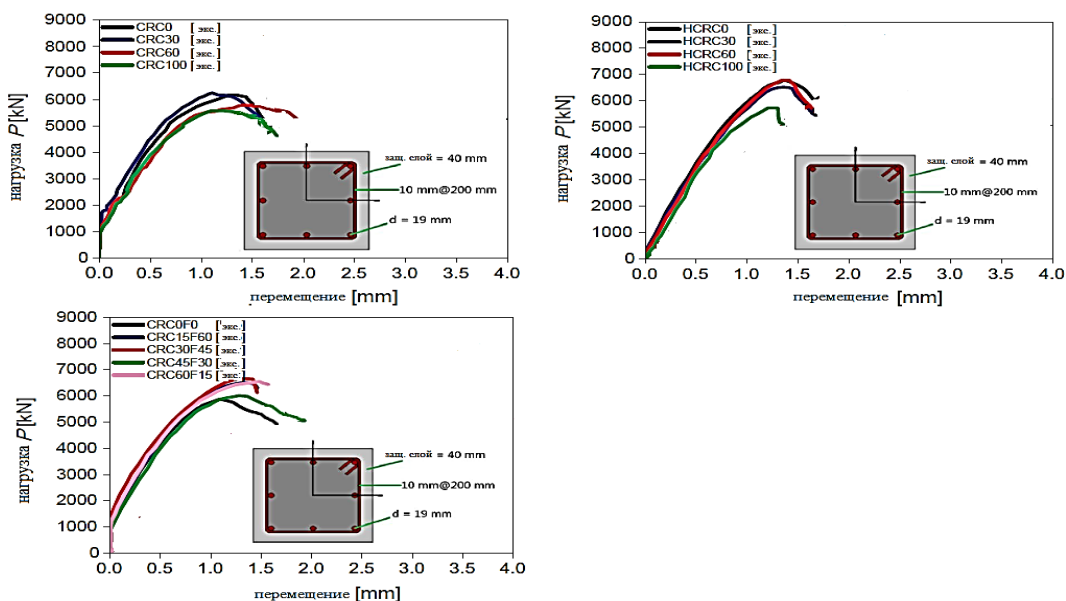 9000
8000
7000
6000
5000
4000
3000
2000
1000
0
нагрузка P[kN]
CRC0 [экс.]
CRC30 [экс.]
CRC60 [экс.]
CRC100 [экс.]
защ. слой = 40 mm
10 mm@200 mm
d = 19 mm
0.0 0.5 1.0 1.5 2.0 2.5 3.0 3.5 4.0
перемещение [mm]
9000
8000
7000
6000
5000
4000
3000
2000
1000
0
нагрузка P[kN]
HCRC0 [экс.]
HCRC30 [экс.]
HCRC60 [экс.]
HCRC100 [экс.]
защ. слой = 40 mm
10 mm@200 mm
d = 19 mm
0.0 0.5 1.0 1.5 2.0 2.5 3.0 3.5 4.0
перемещение [mm]
9000
8000
7000
6000
5000
4000
3000
2000
1000
0
нагрузка P[kN]
CRC0F0 [экс.]
CRC15F60 [экс.]
CRC30F45 [экс.]
CRC45F30 [экс.]
CRC60F15 [экс.]
защ. слой = 40 mm
10 mm@200 mm
d = 19 mm
0.0 0.5 1.0 1.5 2.0 2.5 3.0 3.5 4.0
перемещение [mm]